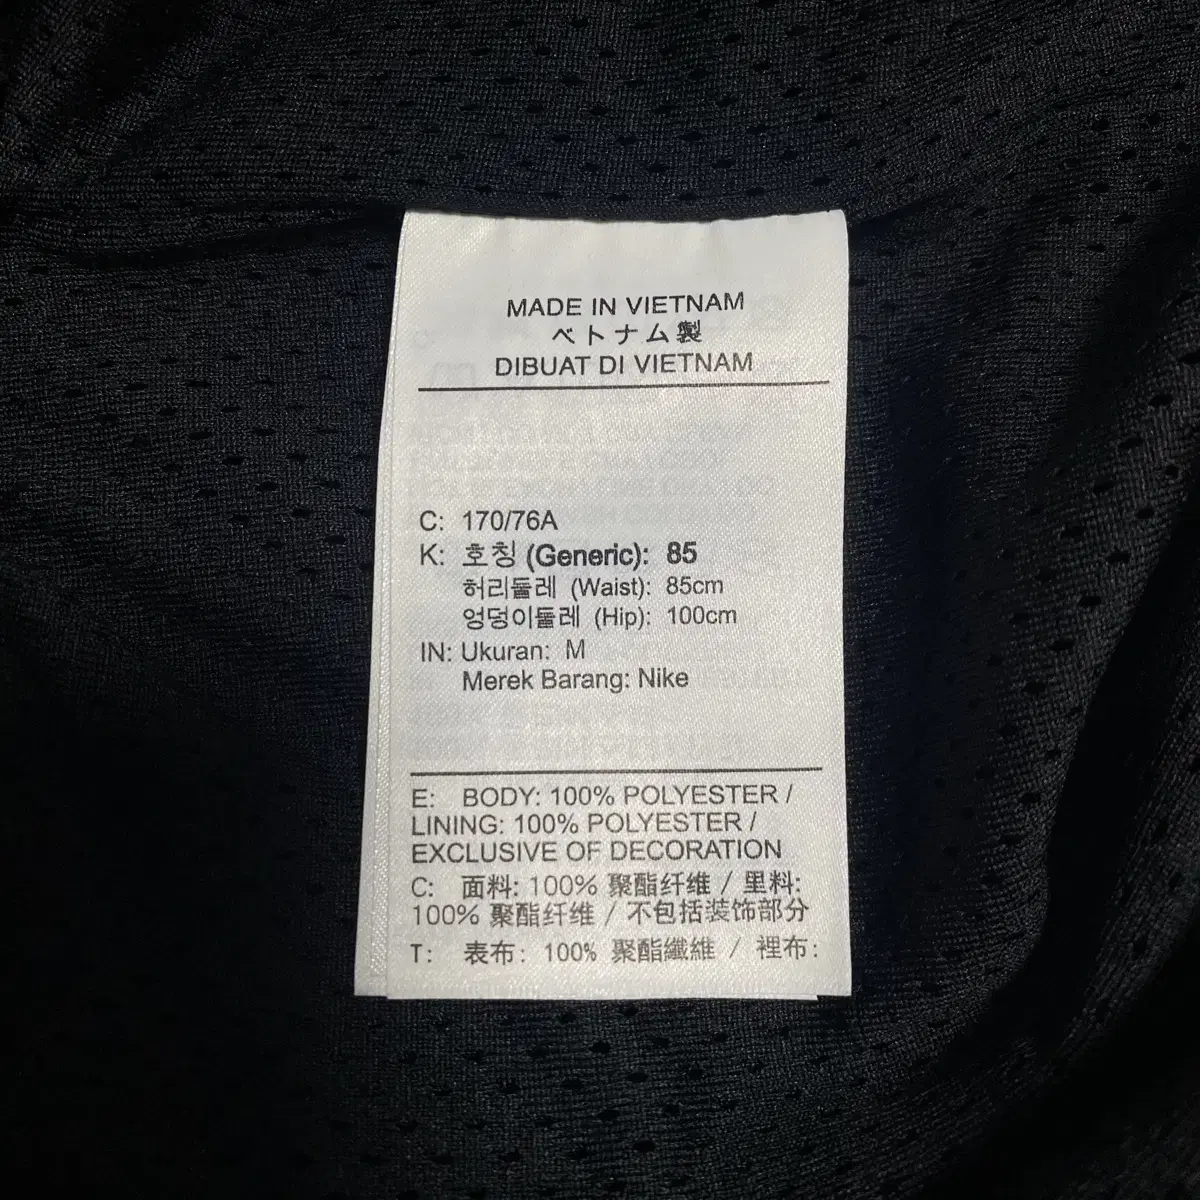 MADE IN VIETNAM
ベトナム製
DIBUAT DI VIETNAM
C: 170/76A
K: 호칭 (Generic): 85
허리둘레 (Waist): 85cm
엉덩이둘레 (Hip): 100cm
IN: Ukuran: M
Merek Barang: Nike
E: BODY: 100% POLYESTER /
LINING: 100% POLYESTER /
EXCLUSIVE OF DECORATION
C: 面料: 100% 聚酯纤维 / 里料:
100% 聚酯纤维 / 不包括装饰部分
T: 表布: 100% 聚酯纖維 / 裡布: